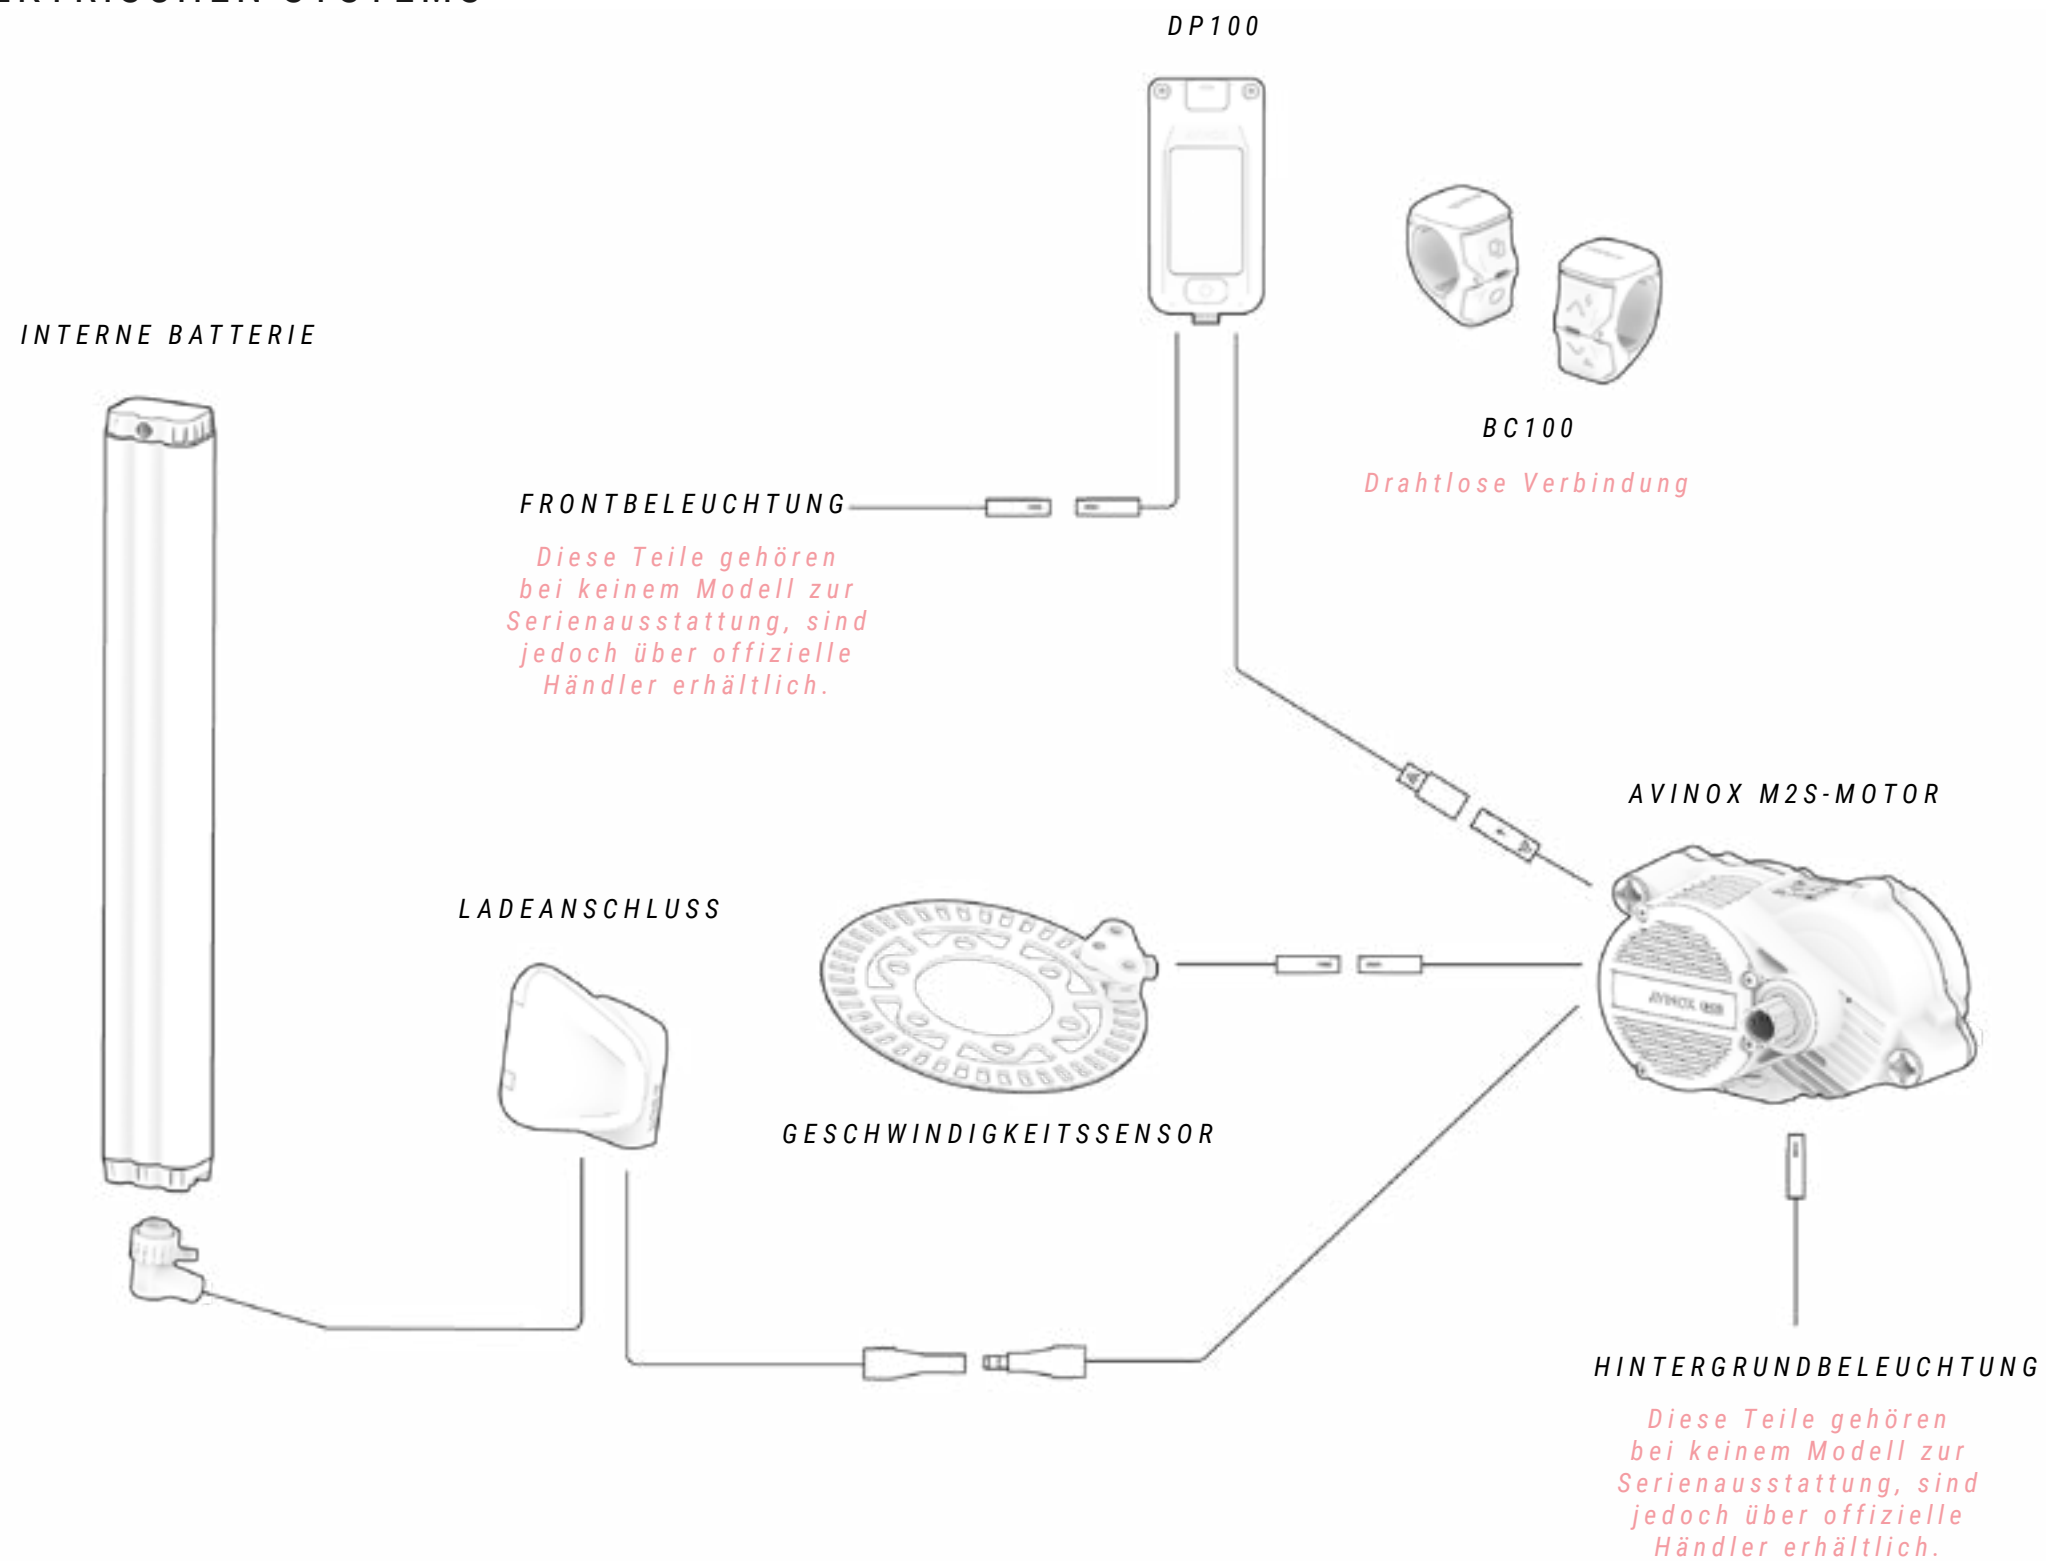 DP100
INTERNE BATTERIE
BC100
Drahtlose Verbindung
FRONTBELEUCHTUNG
Diese Teile gehören
bei keinem Modell zur
Serienausstattung, sind
jedoch über offizielle
Händler erhältlich.
AVINOX M2S-MOTOR
LADEANSCHLUSS
AVINOX
GESCHWINDIGKEITSSENSOR
HINTERGRUNDBELEUCHTUNG
Diese Teile gehören
bei keinem Modell zur
Serienausstattung, sind
jedoch über offizielle
Händler erhältlich.